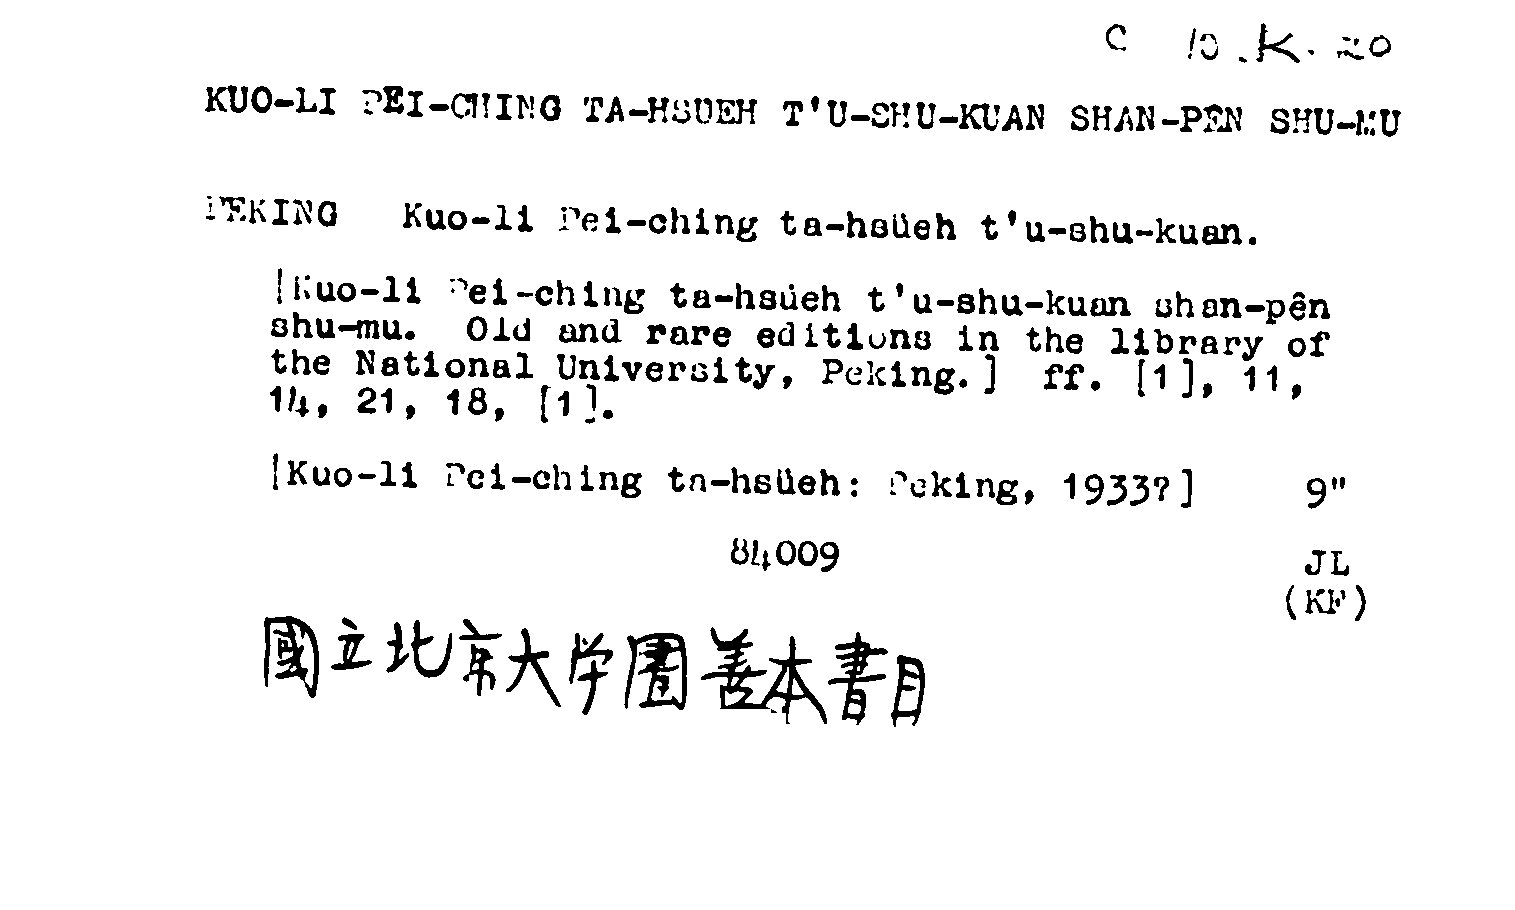 C 15.K.20
KUO-LI PEI-CHING TA-HSUEH T'U-SHU-KUAN SHAN-PÊN SHU-MU
PEKING Kuo-li Pei-ching ta-hsüeh t'u-shu-kuan.
[Kuo-li Pei-ching ta-hsüeh t'u-shu-kuan shan-pên
shu-mu. Old and rare editions in the library of
the National University, Peking.] ff. [1], 11,
14, 21, 18, [1].
[Kuo-li Pei-ching ta-hsüeh: Peking, 1933?] 9"
84009 JL
(KF)
國立北京大学圕善本書目